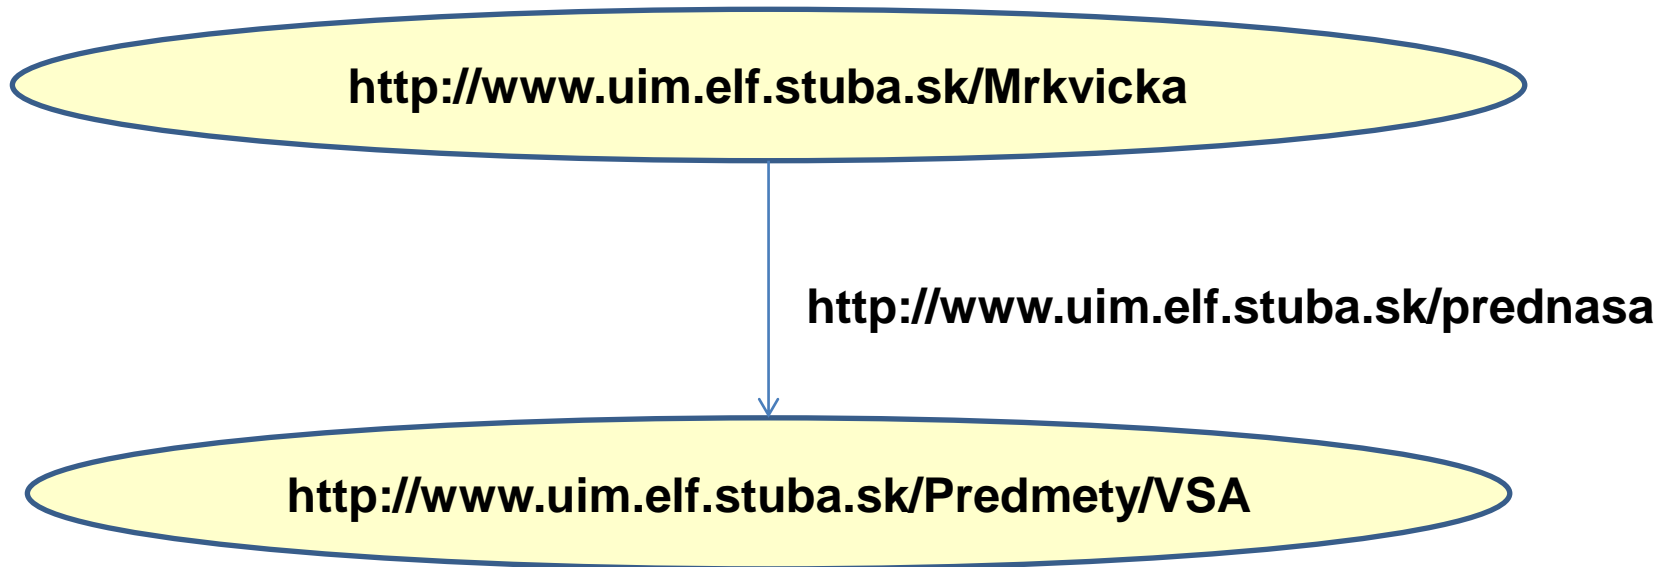 http://www.uim.elf.stuba.sk/Mrkvicka
http://www.uim.elf.stuba.sk/prednasa
http://www.uim.elf.stuba.sk/Predmety/VSA